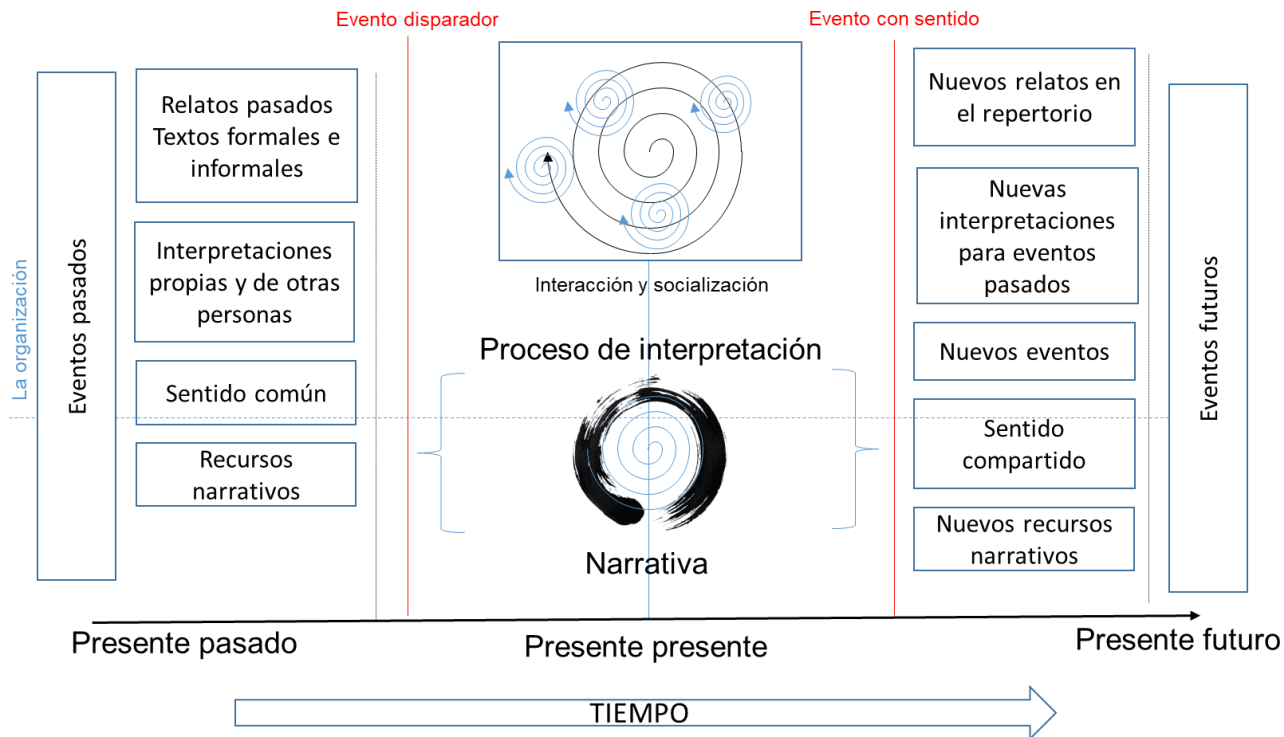 Evento disparador
Evento con sentido
La organización
Eventos pasados
Relatos pasados
Textos formales e
informales
Interpretaciones
propias y de otras
personas
Sentido común
Recursos
narrativos
Interacción y socialización
Proceso de interpretación
Narrativa
Nuevos relatos en
el repertorio
Nuevas
interpretaciones
para eventos
pasados
Nuevos eventos
Sentido
compartido
Nuevos recursos
narrativos
Eventos futuros
Presente pasado
Presente presente
Presente futuro
TIEMPO